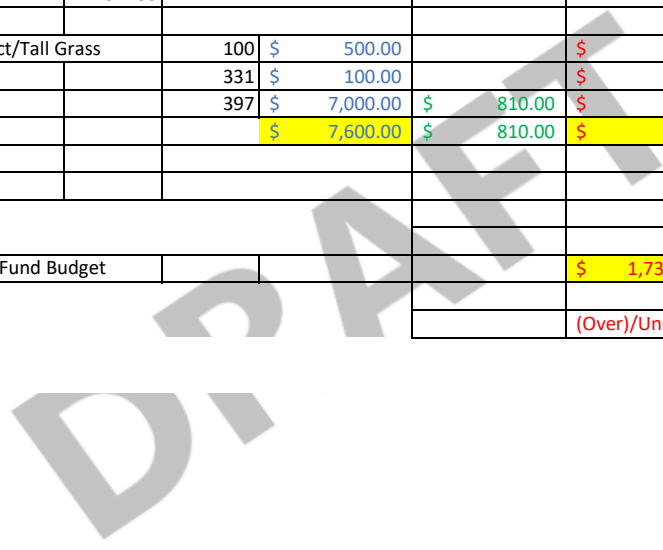 ct/Tall Grass 100 $ 500.00 $
331 $ 100.00 $
397 $ 7,000.00 $ 810.00 $
$ 7,600.00 $ 810.00 $
Fund Budget $ 1,73
(Over)/Un
DRAFT